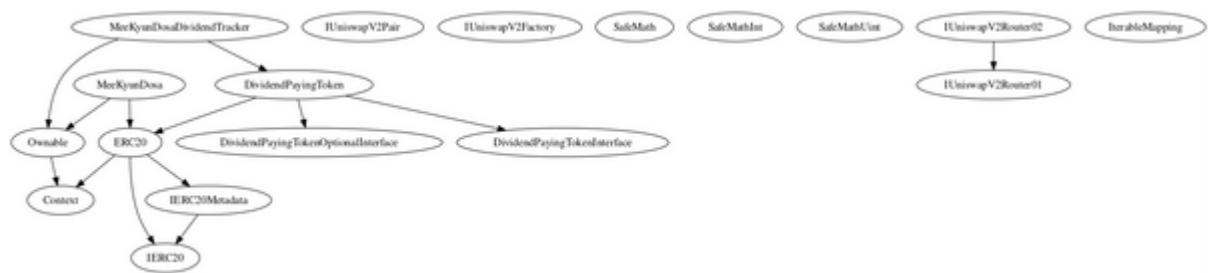 MeeKyunDosaDividendTracker IUniswapV2Pair IUniswapV2Factory SafeMath SafeMathInt SafeMathUint IUniswapV2Router02 IterableMapping
MeeKyunDosa DividendPayingToken IUniswapV2Router01
Ownable ERC20 DividendPayingTokenOptionalInterface DividendPayingTokenInterface
Context IERC20Metadata
IERC20